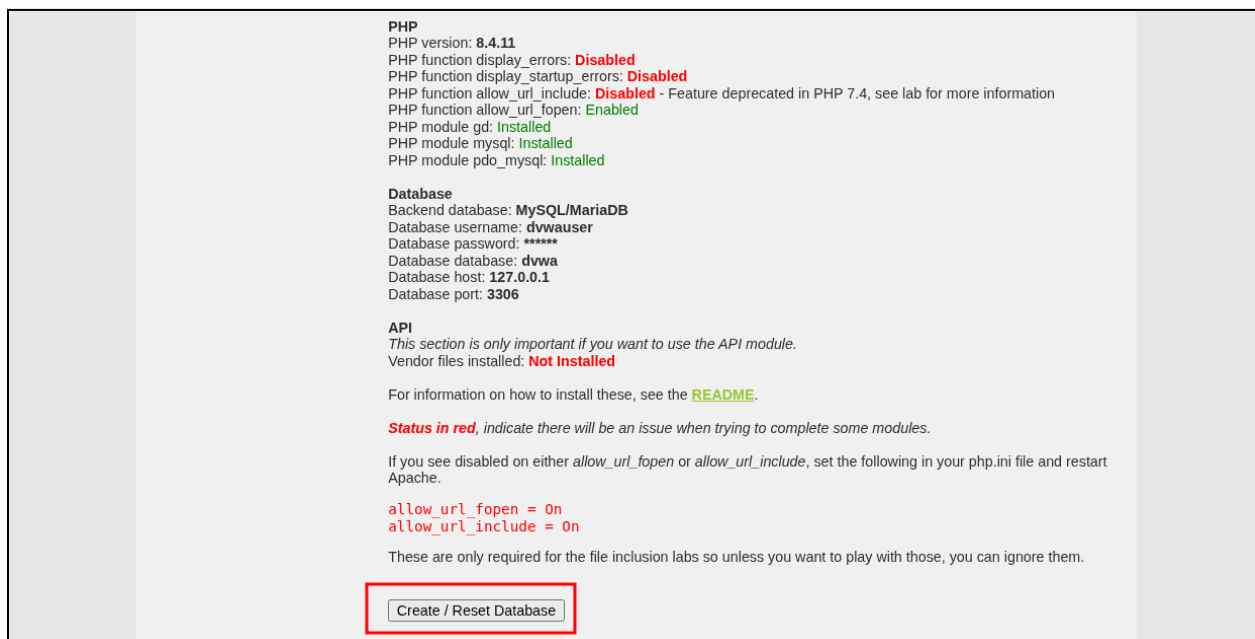 PHP
PHP version: 8.4.11
PHP function display_errors: Disabled
PHP function display_startup_errors: Disabled
PHP function allow_url_include: Disabled - Feature deprecated in PHP 7.4, see lab for more information
PHP function allow_url_fopen: Enabled
PHP module gd: Installed
PHP module mysql: Installed
PHP module pdo_mysql: Installed
Database
Backend database: MySQL/MariaDB
Database username: dvwauser
Database password: ******
Database database: dvwa
Database host: 127.0.0.1
Database port: 3306
API
This section is only important if you want to use the API module.
Vendor files installed: Not Installed
For information on how to install these, see the README.
Status in red, indicate there will be an issue when trying to complete some modules.
If you see disabled on either allow_url_fopen or allow_url_include, set the following in your php.ini file and restart
Apache.
allow_url_fopen = On
allow_url_include = On
These are only required for the file inclusion labs so unless you want to play with those, you can ignore them.
Create / Reset Database